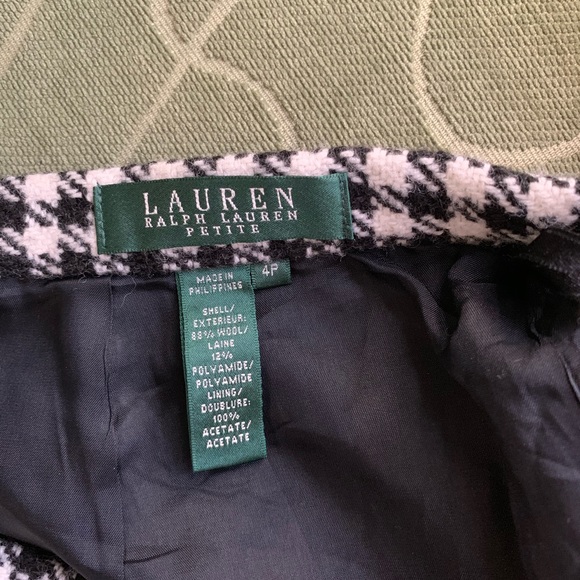 LAUREN
RALPH LAUREN
PETITE
4P
MADE IN
PHILIPPINES
SHELL/
EXTERIEUR:
88% WOOL/
LAINE
12%
POLYAMIDE/
POLYAMIDE
LINING/
DOUBLURE:
100%
ACETATE/
ACETATE